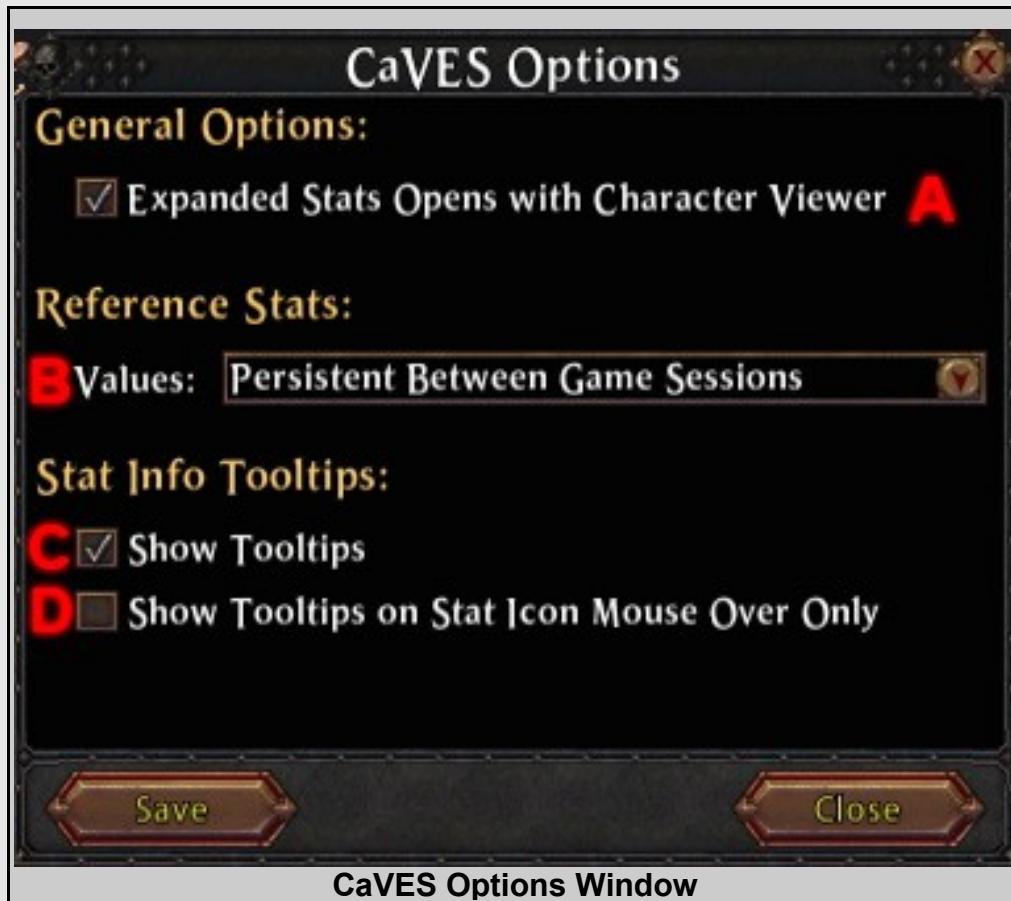 CaVES Options
X
General Options:
Expanded Stats Opens with Character Viewer A
Reference Stats:
B Values: Persistent Between Game Sessions
Stat Info Tooltips:
C Show Tooltips
D Show Tooltips on Stat Icon Mouse Over Only
Save Close
CaVES Options Window